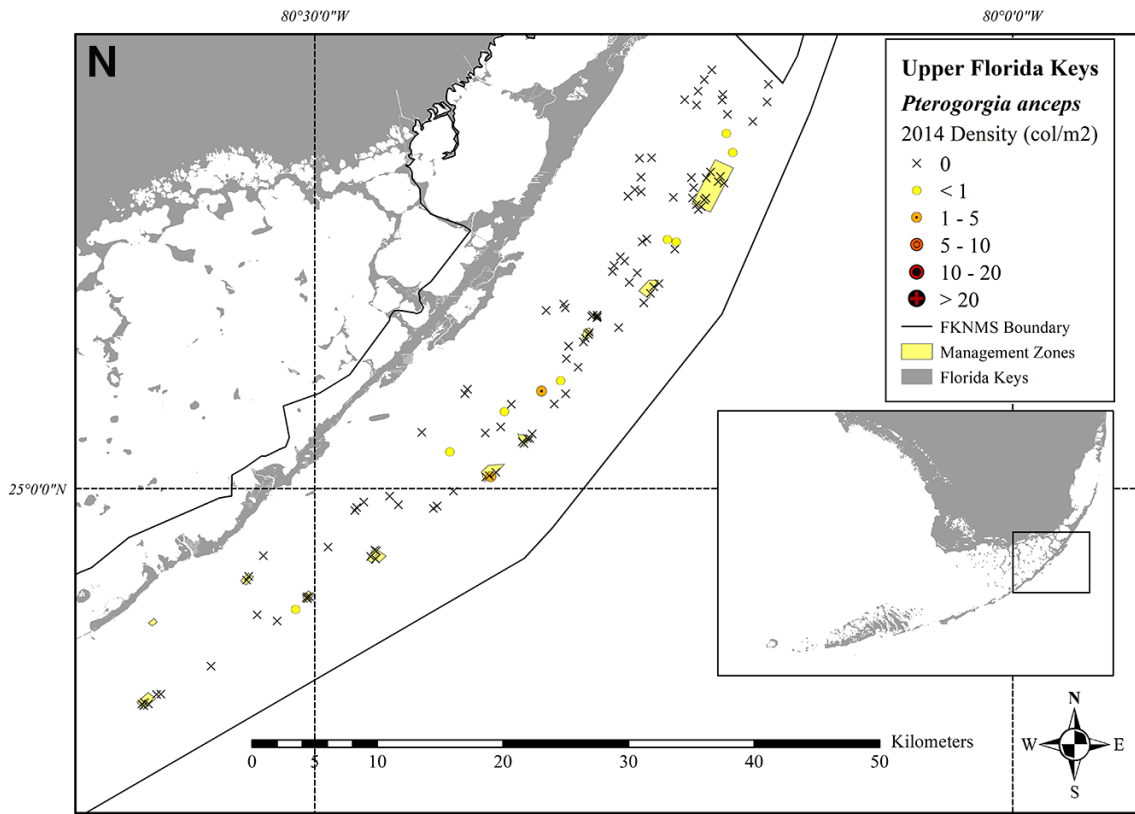 80°30'0"W
80°0'0"W
N
Upper Florida Keys
Pterogorgia anceps
2014 Density (col/m2)
0
< 1
1 - 5
5 - 10
10 - 20
> 20
FKNMS Boundary
Management Zones
Florida Keys
25°0'0"N
Kilometers
0 5 10 20 30 40 50
N
W E
S